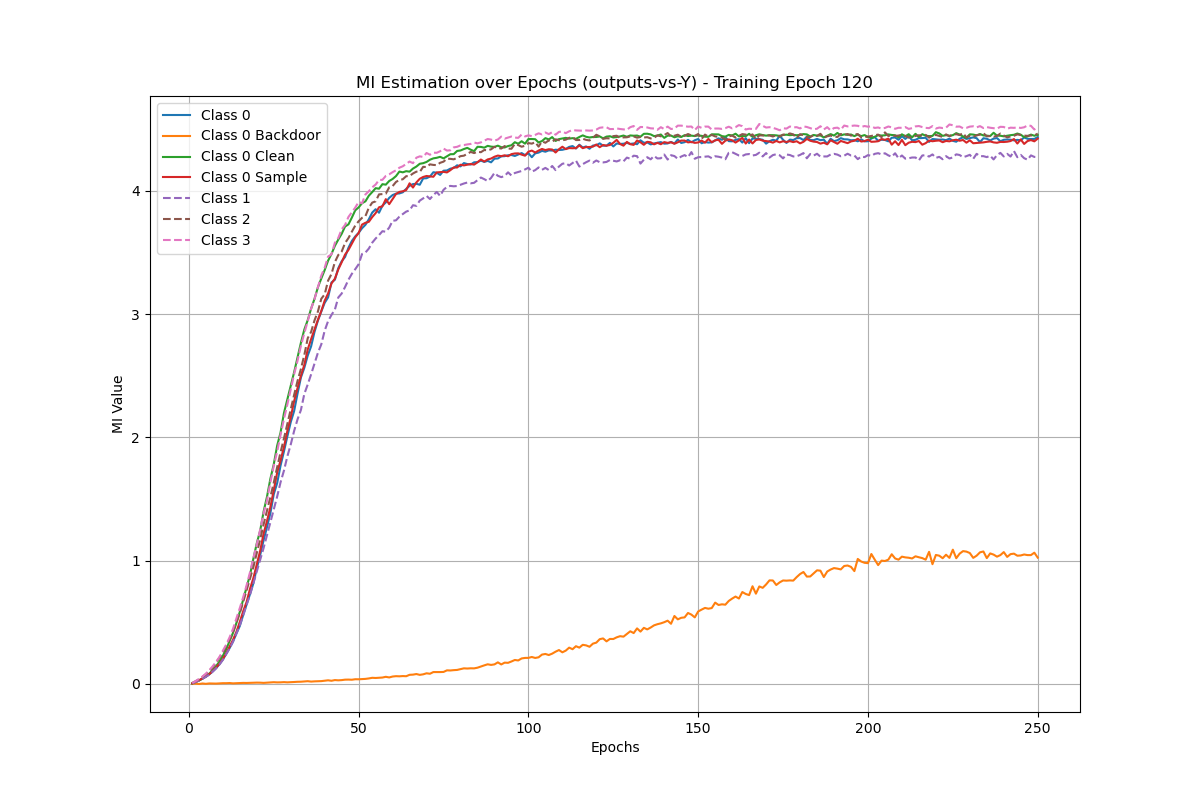 MI Estimation over Epochs (outputs-vs-Y) - Training Epoch 120
Class 0
Class 0 Backdoor
Class 0 Clean
Class 0 Sample
Class 1
Class 2
Class 3
MI Value
4
3
2
1
0
0 50 100 150 200 250
Epochs